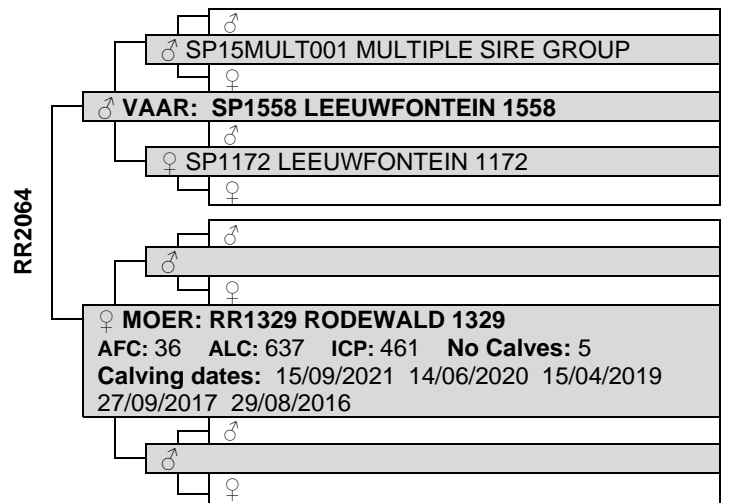 ♂
♂ SP15MULT001 MULTIPLE SIRE GROUP
♀
♂ VAAR: SP1558 LEEUWFONTEIN 1558
♂
♀ SP1172 LEEUWFONTEIN 1172
♀
RR2064
♂
♂
♀
♀ MOER: RR1329 RODEWALD 1329
AFC: 36 ALC: 637 ICP: 461 No Calves: 5
Calving dates: 15/09/2021 14/06/2020 15/04/2019
27/09/2017 29/08/2016
♂
♂
♀